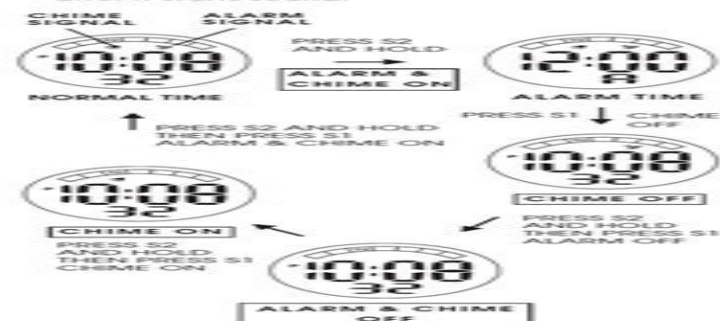 CHIME
SIGNAL
ALARM
SIGNAL
10:08
32
NORMAL TIME
PRESS S2
AND HOLD
ALARM &
CHIME ON
12:00
A
ALARM TIME
PRESS S1
CHIME
OFF
10:08
32
CHIME OFF
PRESS S2
AND HOLD
THEN PRESS S1
ALARM OFF
10:08
32
ALARM & CHIME
OFF
10:08
32
CHIME ON
PRESS S2
AND HOLD
THEN PRESS S1
CHIME ON
PRESS S2 AND HOLD
THEN PRESS S1
ALARM & CHIME ON